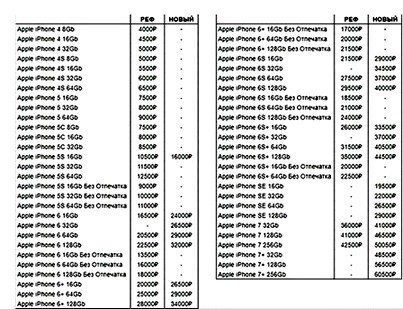 РЕФ НОВЫЙ
Apple iPhone 4 8Gb 4000Р -
Apple iPhone 4 16Gb 4500Р -
Apple iPhone 4 32Gb 5000Р -
Apple iPhone 4S 8Gb 5000Р -
Apple iPhone 4S 16Gb 5500Р -
Apple iPhone 4S 32Gb 6000Р -
Apple iPhone 4S 64Gb 6500Р -
Apple iPhone 5 16Gb 7500Р -
Apple iPhone 5 32Gb 8000Р -
Apple iPhone 5 64Gb 9000Р -
Apple iPhone 5C 8Gb 7500Р -
Apple iPhone 5C 16Gb 8000Р -
Apple iPhone 5C 32Gb 8500Р -
Apple iPhone 5S 16Gb 10500Р 16000Р
Apple iPhone 5S 32Gb 11500Р -
Apple iPhone 5S 64Gb 12500Р -
Apple iPhone 5S 16Gb Без Отпечатка 9000Р -
Apple iPhone 5S 32Gb Без Отпечатка 10000Р -
Apple iPhone 5S 64Gb Без Отпечатка 11000Р -
Apple iPhone 6 16Gb 16500Р 24000Р
Apple iPhone 6 32Gb - 26500Р
Apple iPhone 6 64Gb 20500Р 29000Р
Apple iPhone 6 128Gb 22500Р 32000Р
Apple iPhone 6 16Gb Без Отпечатка 13500Р -
Apple iPhone 6 64Gb Без Отпечатка 16000Р -
Apple iPhone 6 128Gb Без Отпечатка 18000Р -
Apple iPhone 6+ 16Gb 20000Р 26500Р
Apple iPhone 6+ 64Gb 25000Р 29000Р
Apple iPhone 6+ 128Gb 28000Р 34000Р
РЕФ НОВЫЙ
Apple iPhone 6+ 16Gb Без Отпечатка 17000Р -
Apple iPhone 6+ 64Gb Без Отпечатка 20000Р -
Apple iPhone 6+ 128Gb Без Отпечатка 21500Р -
Apple iPhone 6S 16Gb 21500Р 29000Р
Apple iPhone 6S 32Gb - 34500Р
Apple iPhone 6S 64Gb 27500Р 37000Р
Apple iPhone 6S 128Gb 29500Р 40000Р
Apple iPhone 6S 16Gb Без Отпечатка 18500Р -
Apple iPhone 6S 64Gb Без Отпечатка 21000Р -
Apple iPhone 6S 128Gb Без Отпечатка 24000Р -
Apple iPhone 6S+ 16Gb 26000Р 33500Р
Apple iPhone 6S+ 32Gb - 37000Р
Apple iPhone 6S+ 64Gb 31500Р 40500Р
Apple iPhone 6S+ 128Gb 35000Р 44500Р
Apple iPhone 6S+ 16Gb Без Отпечатка 20000Р -
Apple iPhone 6S+ 64Gb Без Отпечатка 22500Р -
Apple iPhone SE 16Gb - 19500Р
Apple iPhone SE 32Gb - 22000Р
Apple iPhone SE 64Gb - 26500Р
Apple iPhone SE 128Gb - 29000Р
Apple iPhone 7 32Gb 36000Р 41000Р
Apple iPhone 7 128Gb 41000Р 46500Р
Apple iPhone 7 256Gb 42500Р 50050Р
Apple iPhone 7+ 32Gb - 48500Р
Apple iPhone 7+ 128Gb - 56500Р
Apple iPhone 7+ 256Gb - 60500Р